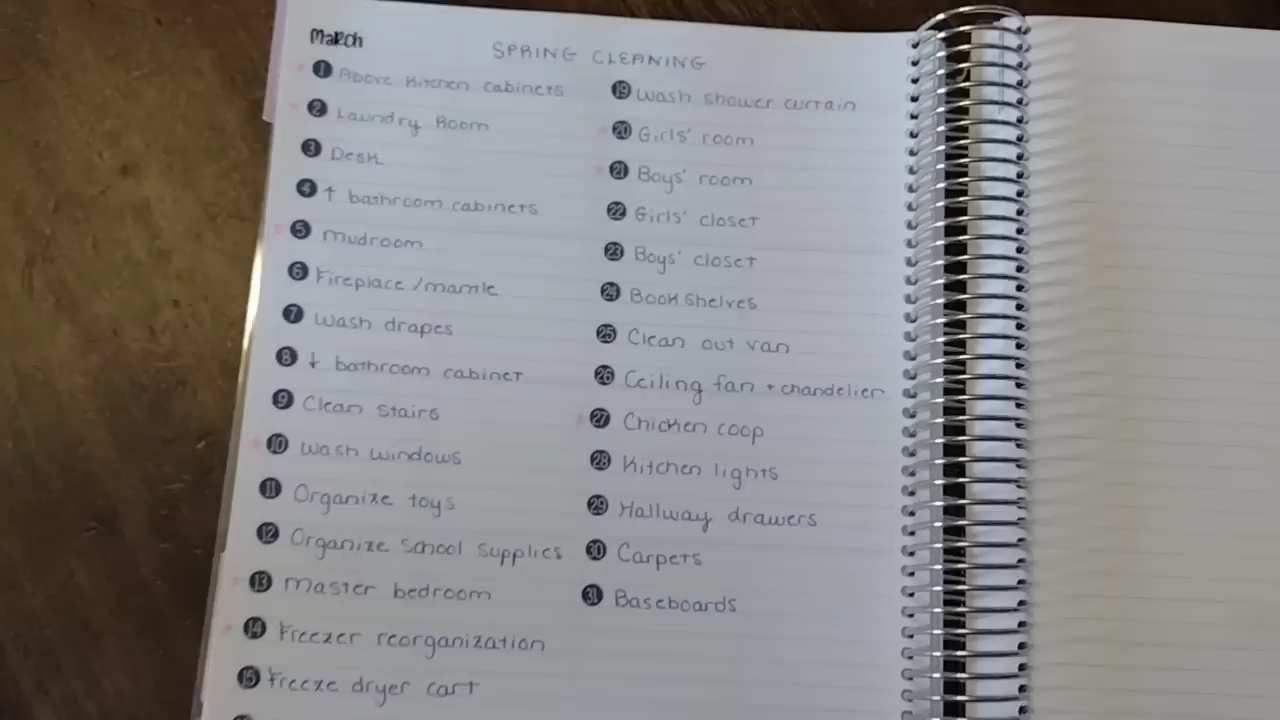 March
SPRING CLEANING
1 Above kitchen cabinets
2 Laundry Room
3 Desk
4 ↑ bathroom cabinets
5 mudroom
6 Fireplace/mantle
7 Wash drapes
8 ↓ bathroom cabinet
9 Clean stairs
10 Wash windows
11 Organize toys
12 Organize School Supplies
13 Master bedroom
14 Freezer reorganization
15 Freeze dryer cart
19 Wash shower curtain
20 Girls' room
21 Boys' room
22 Girls' closet
23 Boys' closet
24 Book shelves
25 Clean out van
26 Ceiling fan + chandelier
27 Chicken coop
28 Kitchen lights
29 Hallway drawers
30 Carpets
31 Baseboards